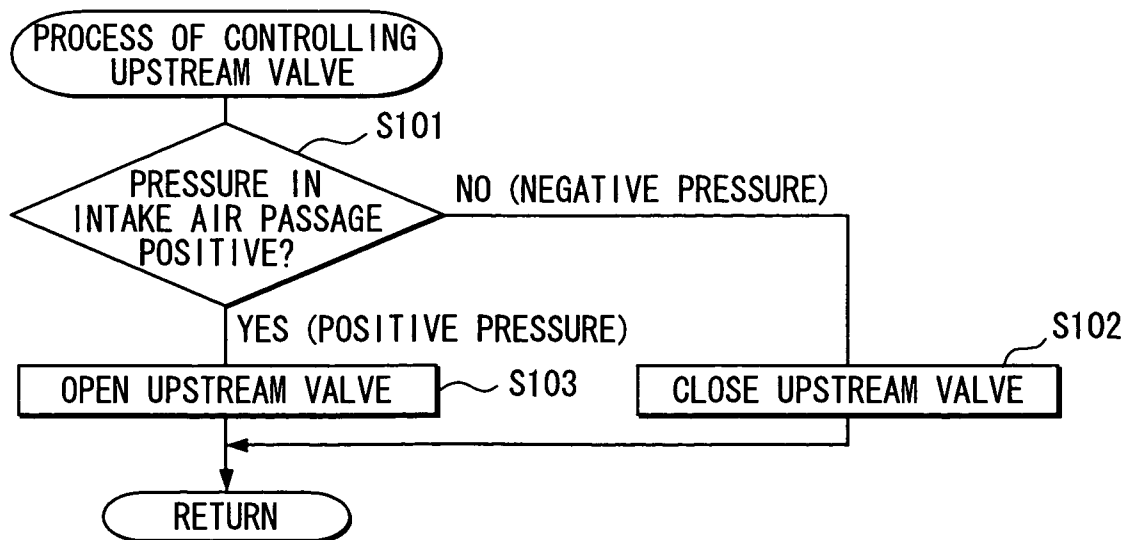 PROCESS OF CONTROLLING
UPSTREAM VALVE
S101
PRESSURE IN
INTAKE AIR PASSAGE
POSITIVE?
NO (NEGATIVE PRESSURE)
YES (POSITIVE PRESSURE)
S102
OPEN UPSTREAM VALVE
S103
CLOSE UPSTREAM VALVE
RETURN